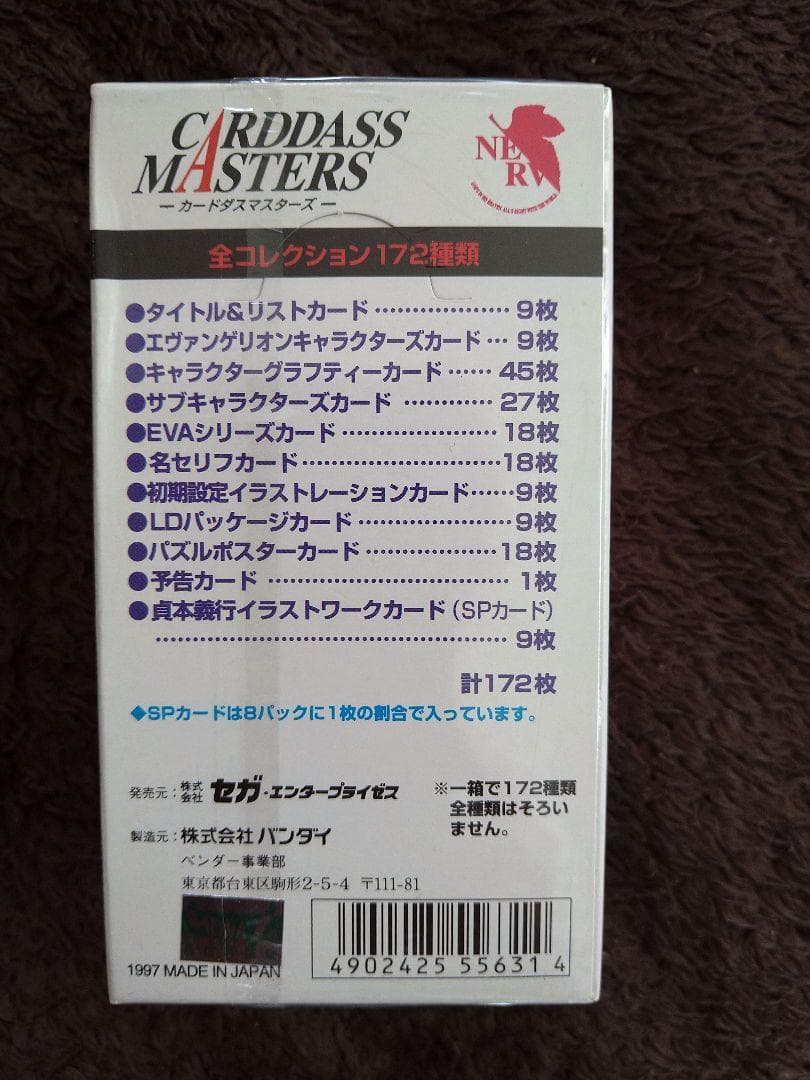 CARDDASS
MASTERS
ーカードダスマスターズー
NE
RV
GOD'S IN HIS HEAVEN. ALL'S RIGHT WITH THE WORLD.
全コレクション172種類
●タイトル&リストカード ………………… 9枚
●エヴァンゲリオンキャラクターズカード … 9枚
●キャラクターグラフティーカード …… 45枚
●サブキャラクターズカード ………… 27枚
●EVAシリーズカード ………………… 18枚
●名セリフカード………………………18枚
●初期設定イラストレーションカード……9枚
●LDパッケージカード ………………… 9枚
●パズルポスターカード ………………18枚
●予告カード …………………………… 1枚
●貞本義行イラストワークカード(SPカード)
…………………………………………… 9枚
計172枚
◆SPカードは8パックに1枚の割合で入っています。
発売元:株式会社 セガ・エンタープライゼス
製造元:株式会社 バンダイ
ベンダー事業部
東京都台東区駒形2-5-4 〒111-81
※一箱で172種類
全種類はそろい
ません。
1997 MADE IN JAPAN
4902425 55631 4